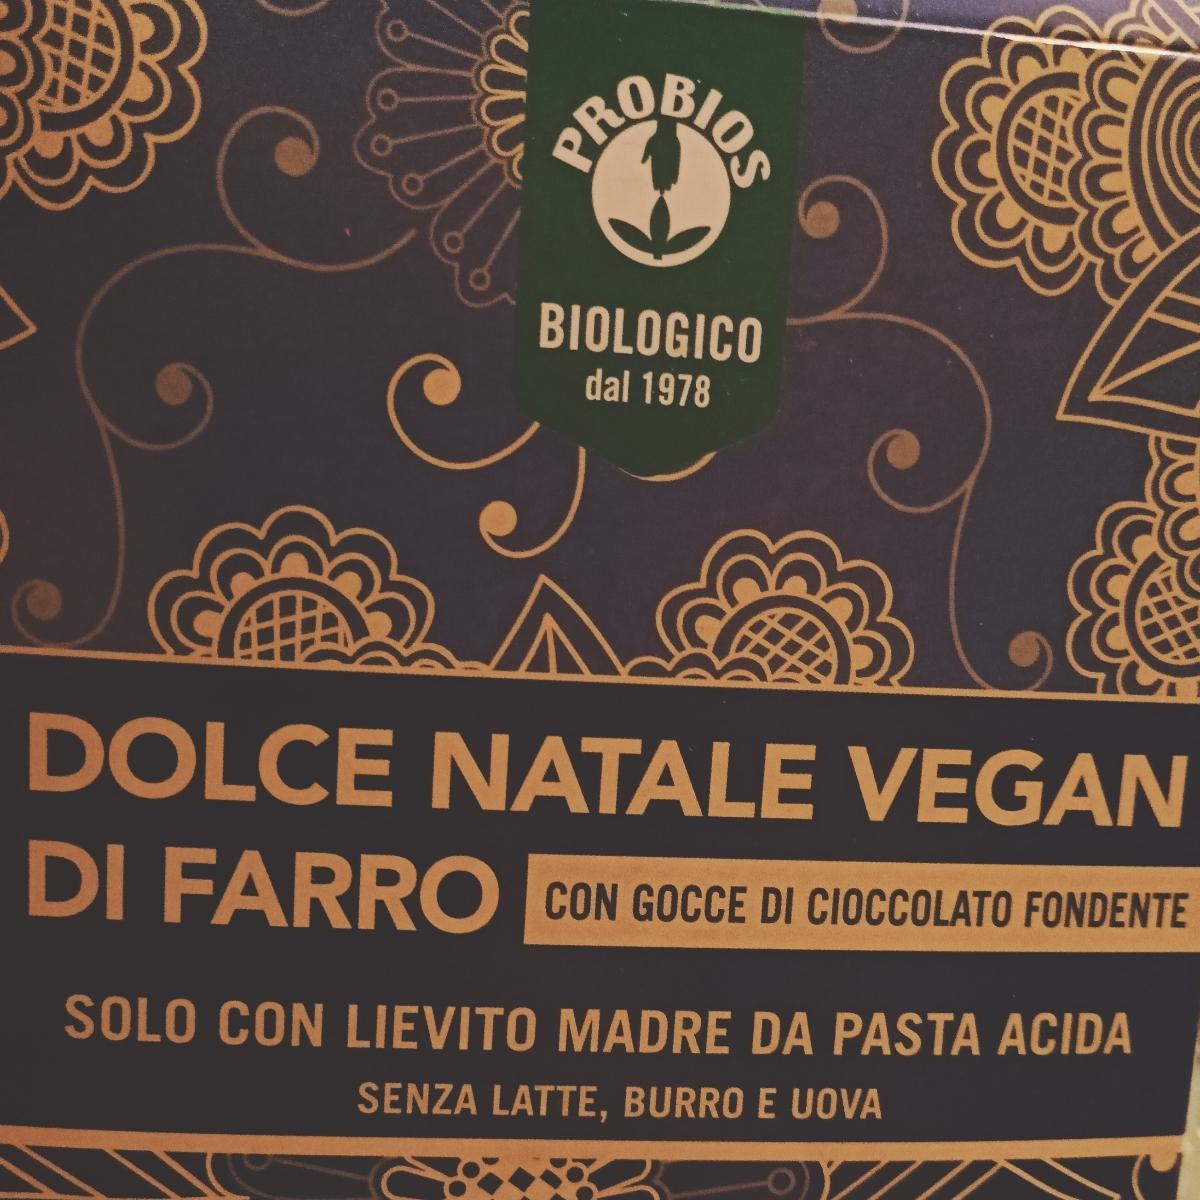 PROBIOS
BIOLOGICO
dal 1978
DOLCE NATALE VEGAN
DI FARRO CON GOCCE DI CIOCCOLATO FONDENTE
SOLO CON LIEVITO MADRE DA PASTA ACIDA
SENZA LATTE, BURRO E UOVA